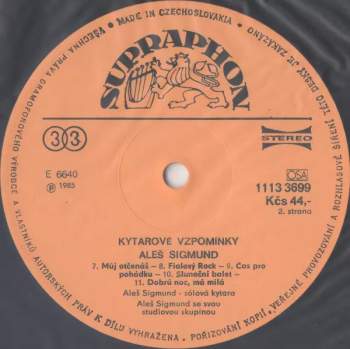 VŠECHNA PRÁVA GRAMOFONOVÉHO VÝROBCE A VLASTNÍKŮ AUTORSKÝCH PRÁV K DÍLU VYHRAŽENA. POŘIZOVÁNÍ KOPIÍ, VEŘEJNÉ PROVOZOVÁNÍ A ROZHLASOVÉ ŠÍŘENÍ TÉTO DESKY JE ZAKÁZÁNO
• MADE IN CZECHOSLOVAKIA •
SUPRAPHON
33
STEREO
E 6640
℗ 1985
OSA
1113 3699
Kčs 44,-
2. strana
KYTAROVÉ VZPOMÍNKY
ALEŠ SIGMUND
7. Můj otčenáš – 8. Fialový Rock – 9. Čas pro
pohádku – 10. Sluneční balet –
11. Dobrú noc, má milá
Aleš Sigmund - sólová kytara
Aleš Sigmund se svou
studiovou skupinou